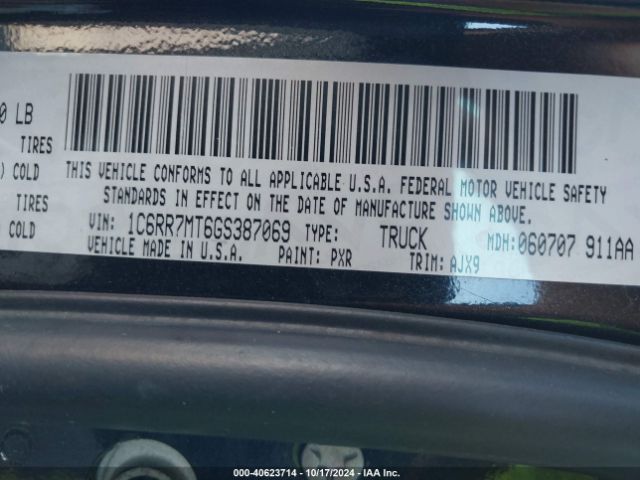 0 LB
TIRES
) COLD
TIRES
COLD
THIS VEHICLE CONFORMS TO ALL APPLICABLE U.S.A. FEDERAL MOTOR VEHICLE SAFETY
STANDARDS IN EFFECT ON THE DATE OF MANUFACTURE SHOWN ABOVE.
VIN: 1C6RR7MT6GS387069 TYPE: TRUCK MDH: 060707 911AA
VEHICLE MADE IN U.S.A. PAINT: PXR TRIM: AJX9
000-40623714 - 10/17/2024 - IAA Inc.